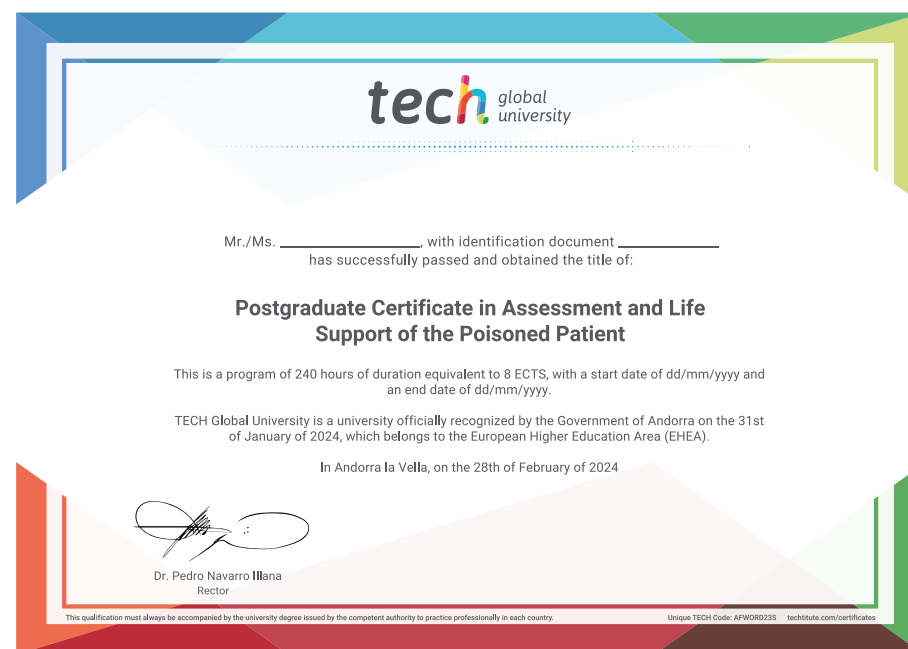 tech global university
Mr./Ms. ____________________, with identification document ______________
has successfully passed and obtained the title of:
Postgraduate Certificate in Assessment and Life
Support of the Poisoned Patient
This is a program of 240 hours of duration equivalent to 8 ECTS, with a start date of dd/mm/yyyy and
an end date of dd/mm/yyyy.
TECH Global University is a university officially recognized by the Government of Andorra on the 31st
of January of 2024, which belongs to the European Higher Education Area (EHEA).
In Andorra la Vella, on the 28th of February of 2024
Dr. Pedro Navarro Illana
Rector
This qualification must always be accompanied by the university degree issued by the competent authority to practice professionally in each country.
Unique TECH Code: AFWORD23S techtitute.com/certificates